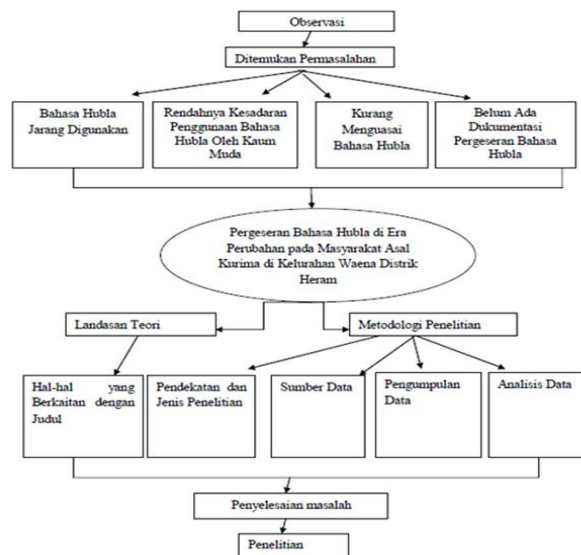 Observasi
Ditemukan Permasalahan
Bahasa Hubla
Jarang Digunakan
Rendahnya Kesadaran
Penggunaan Bahasa
Hubla Oleh Kaum
Muda
Kurang
Menguasai
Bahasa Hubla
Belum Ada
Dukumentasi
Pergeseran Bahasa
Hubla
Pergeseran Bahasa Hubla di Era
Perubahan pada Masyarakat Asal
Kurima di Kelurahan Waena Distrik
Heram
Landasan Teori
Metodologi Penelitian
Hal-hal yang
Berkaitan dengan
Judul
Pendekatan dan
Jenis Penelitian
Sumber Data
Pengumpulan
Data
Analisis Data
Penyelesaian masalah
Penelitian